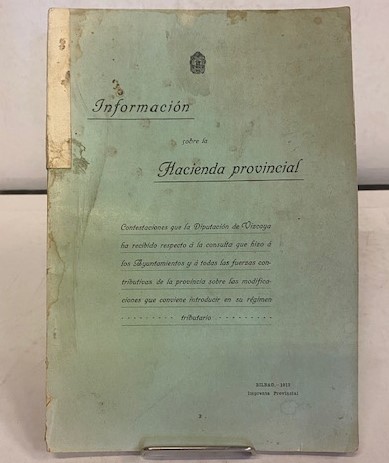 Información
sobre la
Hacienda provincial
Contestaciones que la Diputación de Vizcaya
ha recibido respecto á la consulta que hizo á
los Ayuntamientos y á todas las fuerzas con-
tributivas de la provincia sobre las modifica-
ciones que conviene introducir en su régimen
tributario
BILBAO.-
Imprenta Provincial